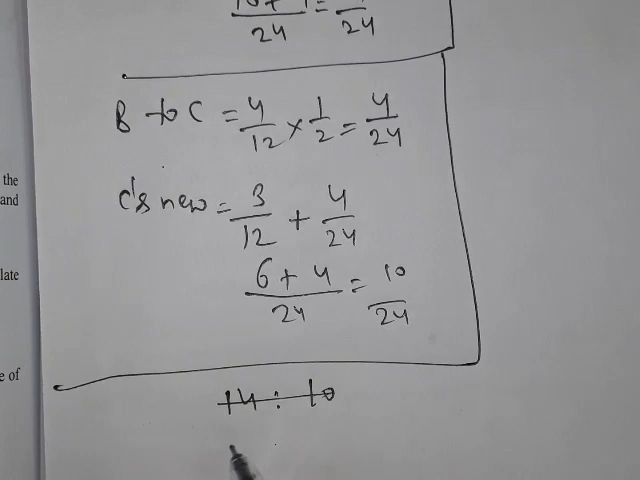 24 = 24
B to C = 4/12 × 1/2 = 4/24
C's new = 3/12 + 4/24
6 + 4/24 = 10/24
14 : 10
the
and
late
e of